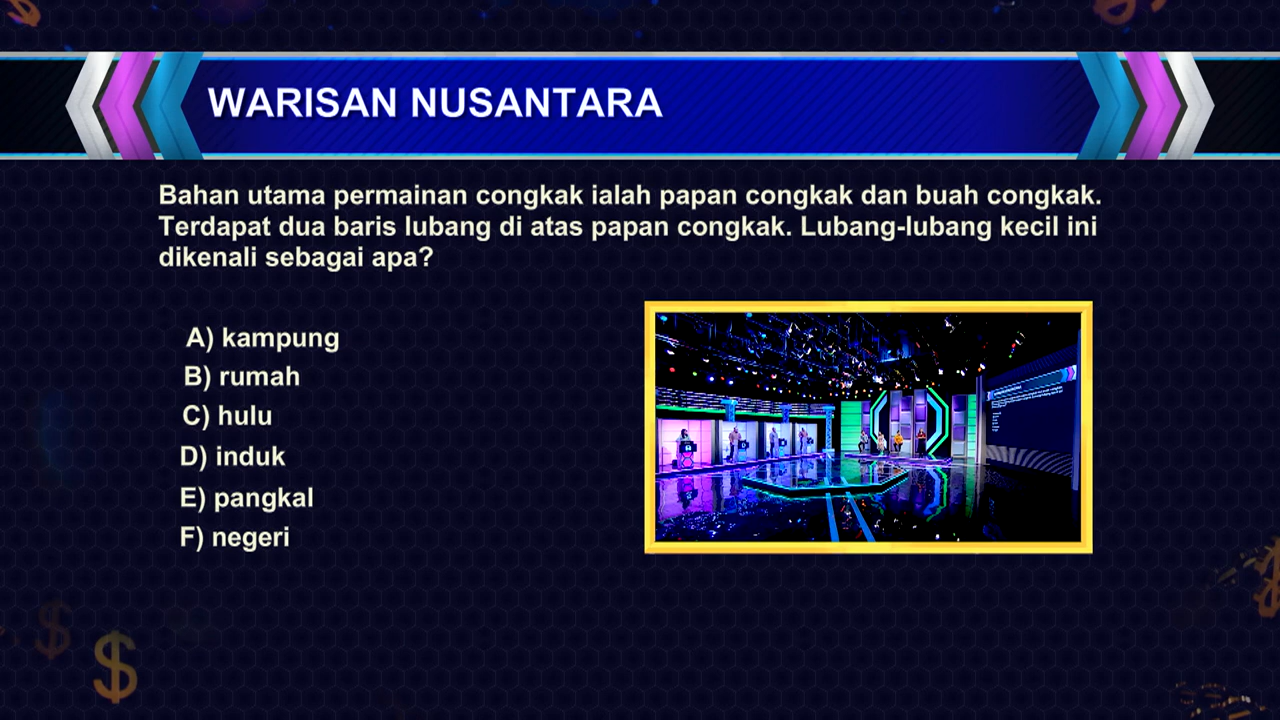 WARISAN NUSANTARA
Bahan utama permainan congkak ialah papan congkak dan buah congkak.
Terdapat dua baris lubang di atas papan congkak. Lubang-lubang kecil ini
dikenali sebagai apa?
A) kampung
B) rumah
C) hulu
D) induk
E) pangkal
F) negeri